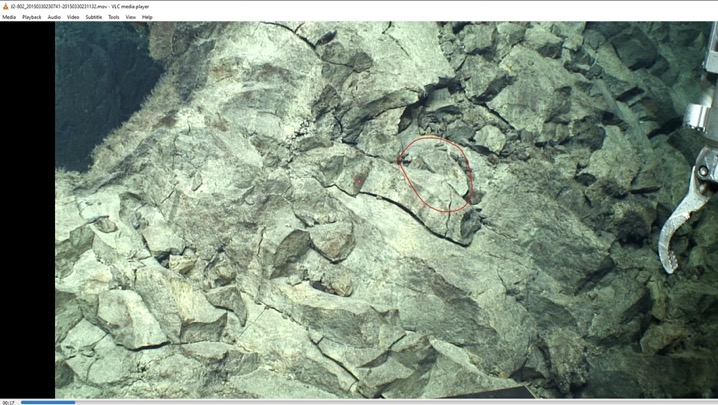 J2-802_20150330230741-20150330231132.mov - VLC media player
Media Playback Audio Video Subtitle Tools View Help
00:17